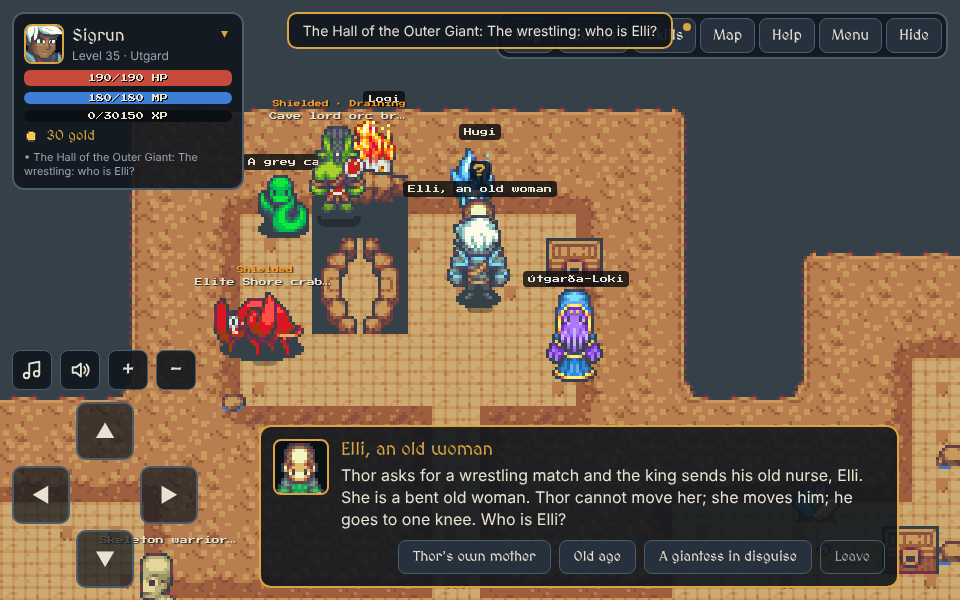 Sigrun
Level 35 · Utgard
190/190 HP
180/180 MP
0/30150 XP
30 gold
• The Hall of the Outer Giant: The wrestling: who is Elli?
The Hall of the Outer Giant: The wrestling: who is Elli?
Map
Help
Menu
Hide
Logi
Shielded · Draining
Cave lord orc br…
Hugi
A grey ca
?
Elli, an old woman
Shielded
Elite Shore crab…
útgarða-Loki
+
−
Skeleton warrior…
Elli, an old woman
Thor asks for a wrestling match and the king sends his old nurse, Elli.
She is a bent old woman. Thor cannot move her; she moves him; he
goes to one knee. Who is Elli?
Thor's own mother
Old age
A giantess in disguise
Leave